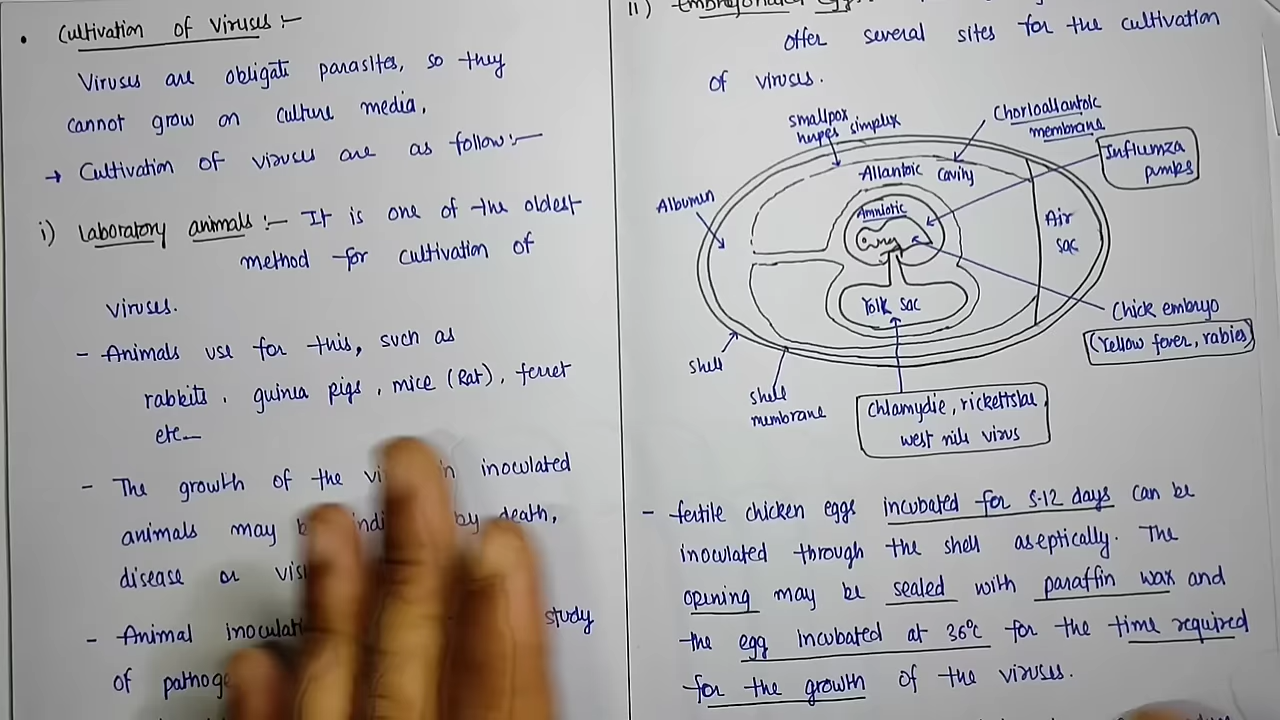 • Cultivation of Viruses :-
Viruses are obligate parasites, so they
cannot grow on culture media.
→ Cultivation of viruses are as follow :-
i) Laboratory animals :- It is one of the oldest
method for cultivation of
viruses.
- Animals use for this, such as
rabbits, guinea pigs, mice (Rat), ferret
etc—
- The growth of the in inoculated
animals may by death,
disease or
- Animal study
of
11)
offer several sites for the cultivation
of viruses.
smallpox
hupes simplex
Chorioallantoic
membrane
Influmza
pumps
Albumen
Allantoic Cavity
Amniotic
Air
sac
Yolk sac
Chick embryo
(Yellow fever, rabies)
Shell
Shell
membrane
Chlamydie, rickettsiae,
west nile virus
- fertile chicken eggs incubated for 5-12 days can be
inoculated through the shell aseptically. The
opening may be sealed with paraffin wax and
the egg incubated at 36°C for the time required
for the growth of the viruses.